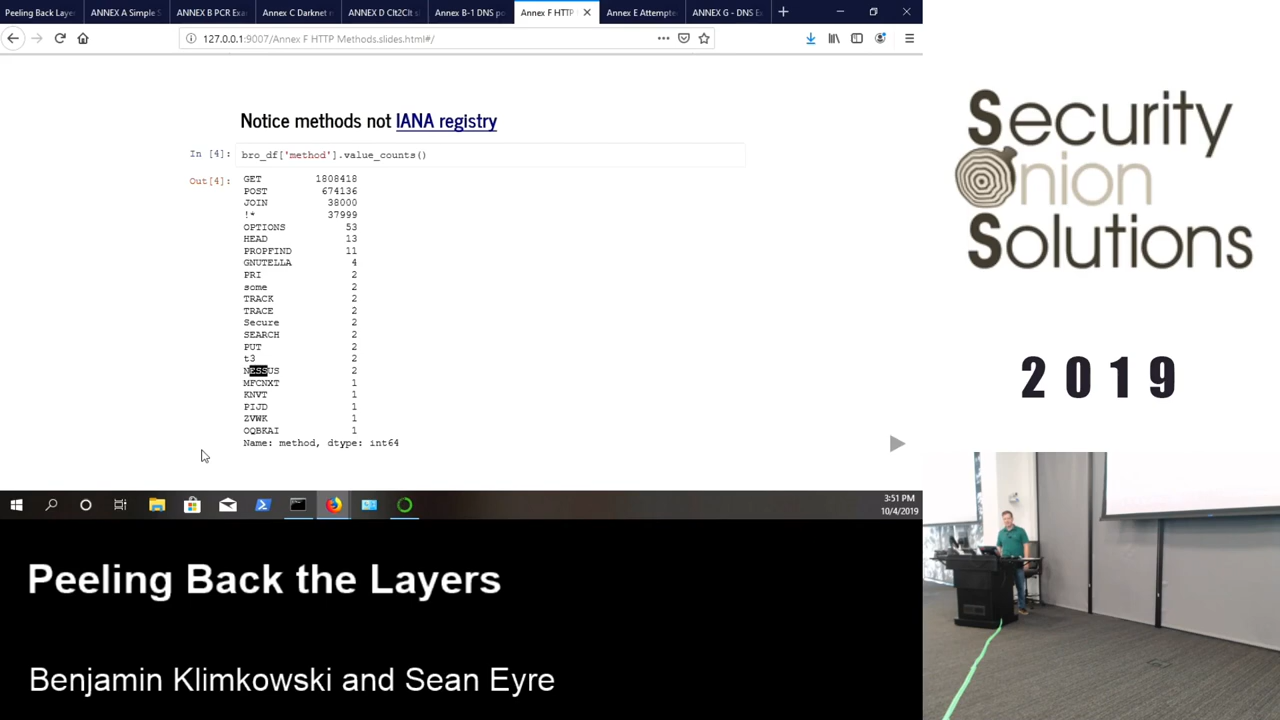 Peeling Back Layer
ANNEX A Simple S
ANNEX B PCR Exa
Annex C Darknet n
ANNEX D Clt2Clt s
Annex B-1 DNS po
Annex F HTTP
Annex E Attempte
ANNEX G - DNS Ex
127.0.0.1:9007/Annex F HTTP Methods.slides.html#/
Notice methods not IANA registry
In [4]: bro_df['method'].value_counts()
Out[4]: GET 1808418
POST 674136
JOIN 38000
!* 37999
OPTIONS 53
HEAD 13
PROPFIND 11
GNUTELLA 4
PRI 2
some 2
TRACK 2
TRACE 2
Secure 2
SEARCH 2
PUT 2
t3 2
NESSUS 2
MFCNXT 1
KNVT 1
PIJD 1
ZVWK 1
OQBKAI 1
Name: method, dtype: int64
3:51 PM
10/4/2019
Security
Onion
Solutions
2019
Peeling Back the Layers
Benjamin Klimkowski and Sean Eyre